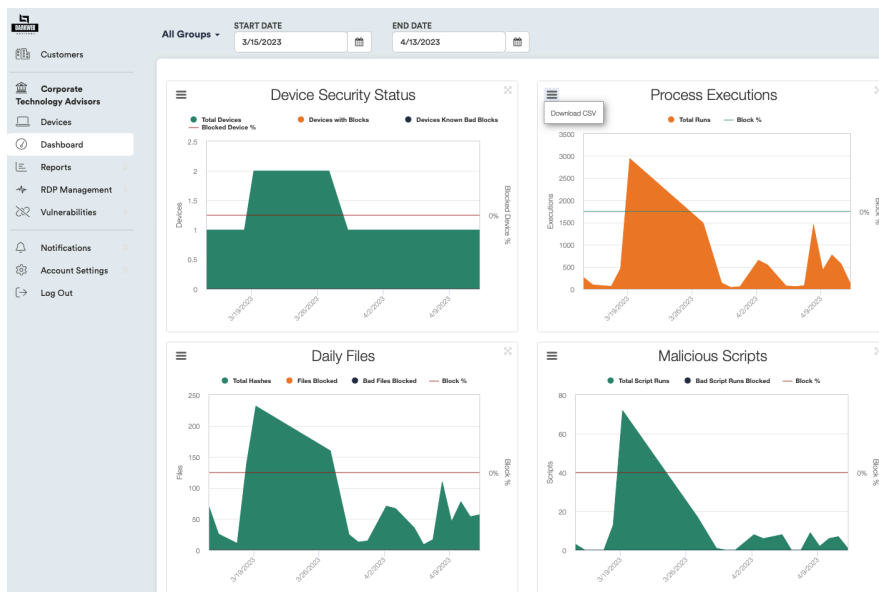 DARKWEB
All Groups
START DATE
END DATE
3/15/2023
4/13/2023
Customers
Corporate
Technology Advisors
Devices
Dashboard
Reports
RDP Management
Vulnerabilities
Notifications
Account Settings
Log Out
Device Security Status
Total Devices
Devices with Blocks
Devices Known Bad Blocks
Blocked Device %
2.5
2
1.5
1
0.5
0
Devices
0%
Blocked Device %
3/19/2023
3/26/2023
4/2/2023
4/9/2023
Process Executions
Download CSV
Total Runs
Block %
3500
3000
2500
2000
1500
1000
500
0
Executions
0%
Block %
3/19/2023
3/26/2023
4/2/2023
4/9/2023
Daily Files
Total Hashes
Files Blocked
Bad Files Blocked
Block %
250
200
150
100
50
0
Files
0%
Block %
3/19/2023
3/26/2023
4/2/2023
4/9/2023
Malicious Scripts
Total Script Runs
Bad Script Runs Blocked
Block %
80
60
40
20
0
Scripts
0%
Block %
3/19/2023
3/26/2023
4/2/2023
4/9/2023